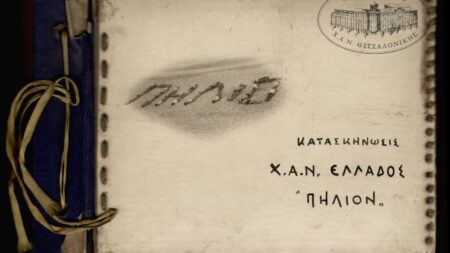 Χ.Α.Ν. ΘΕΣΣΑΛΟΝΙΚΗΣ
ΠΗΛΙΟ
ΚΑΤΑΣΚΗΝΩΣΙΣ
Χ.Α.Ν. ΕΛΛΑΔΟΣ
"ΠΗΛΙΟΝ„